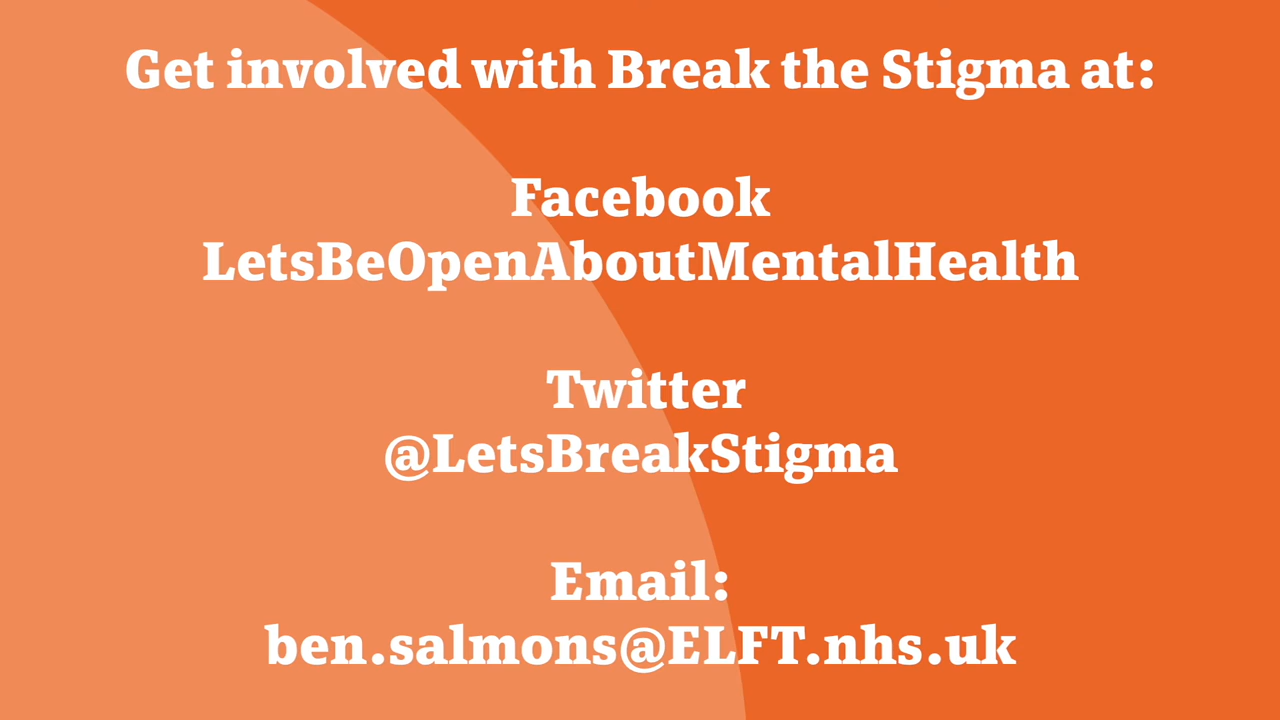 Get involved with Break the Stigma at:
Facebook
LetsBeOpenAboutMentalHealth
Twitter
@LetsBreakStigma
Email:
ben.salmons@ELFT.nhs.uk